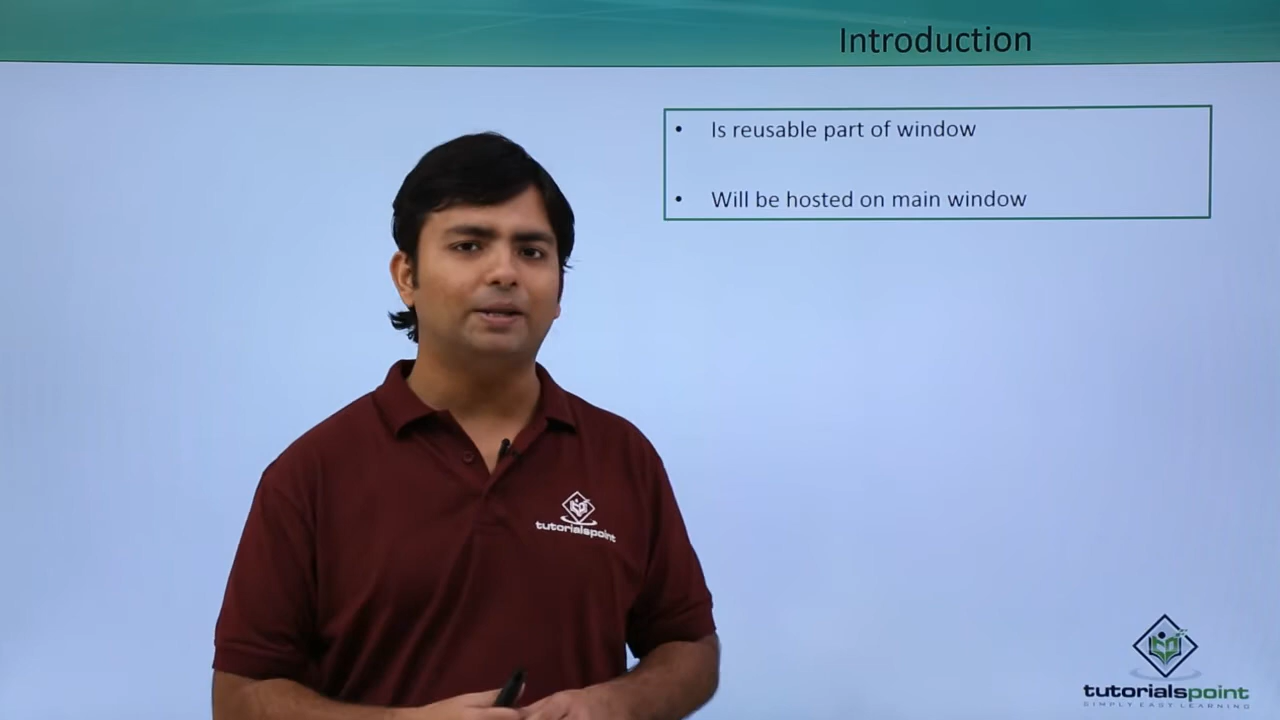 Introduction
• Is reusable part of window
• Will be hosted on main window
tutorialspoint
tutorialspoint
SIMPLY EASY LEARNING